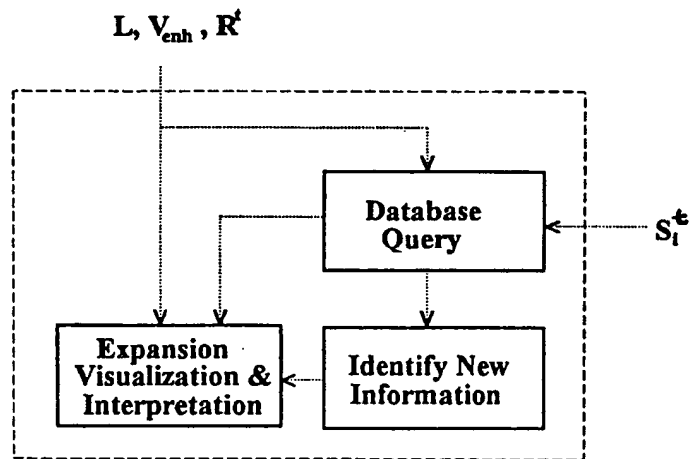 L, V_enh, R^t
Database
Query
S_i^t
Expansion
Visualization &
Interpretation
Identify New
Information